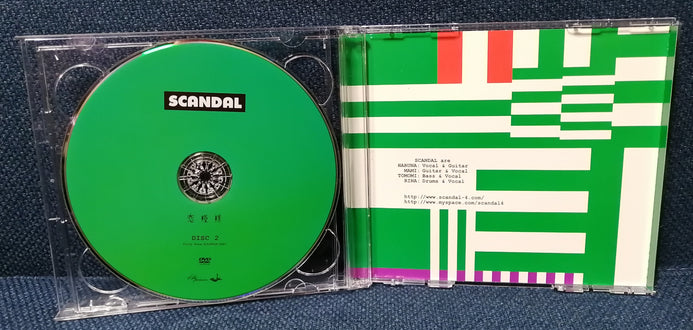 SCANDAL
恋模様
DISC 2
DVD
SCANDAL are
HARUNA: Vocal & Guitar
MAMI: Guitar & Vocal
TOMOMI: Bass & Vocal
RINA: Drums & Vocal
http://www.scandal-4.com/
http://www.myspace.com/scandal4